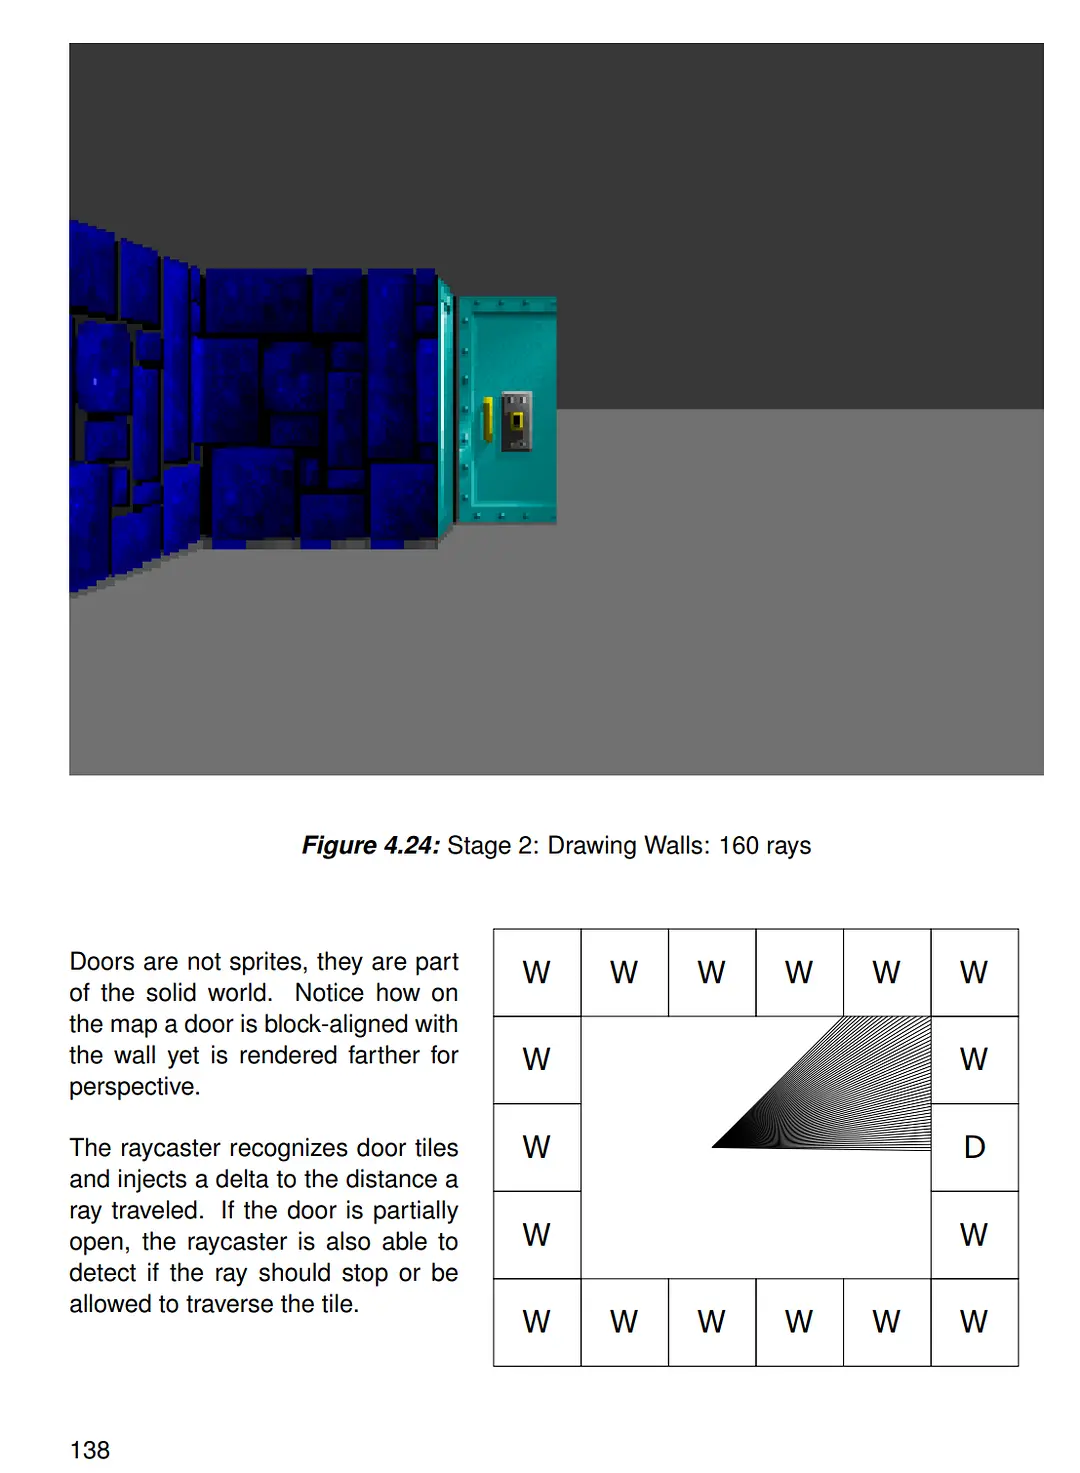 Figure 4.24: Stage 2: Drawing Walls: 160 rays
Doors are not sprites, they are part
of the solid world. Notice how on
the map a door is block-aligned with
the wall yet is rendered farther for
perspective.
The raycaster recognizes door tiles
and injects a delta to the distance a
ray traveled. If the door is partially
open, the raycaster is also able to
detect if the ray should stop or be
allowed to traverse the tile.
W W W W W W
W W
W D
W W
W W W W W W
138